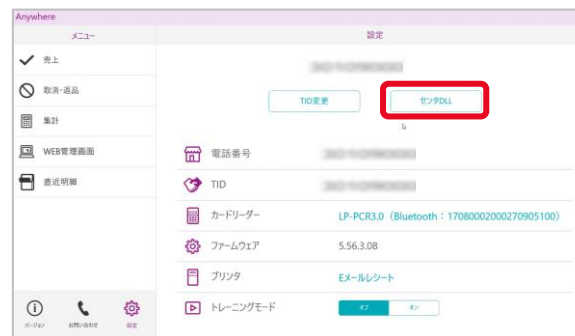 Anywhere
メニュー
設定
売上
取消・返品
集計
WEB管理画面
直近明細
TID変更
センタDLL
電話番号
TID
カードリーダー
LP-PCR3.0（Bluetooth：17080002000270905100）
ファームウェア
5.56.3.08
プリンタ
Eメールレシート
トレーニングモード
オフ
オン
バージョン
お問い合わせ
設定